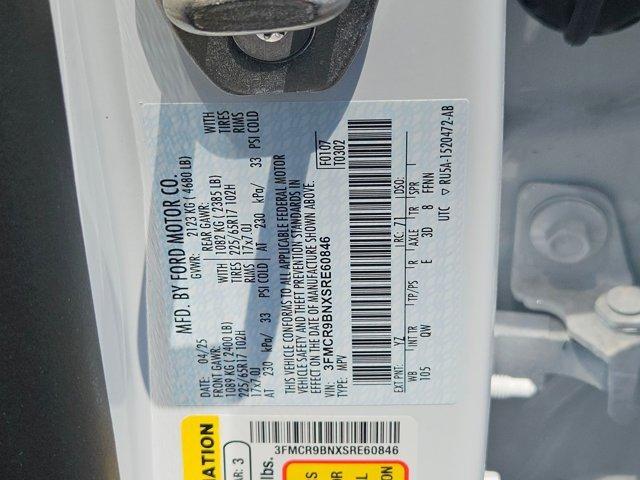 MFD. BY FORD MOTOR CO.
DATE: 04/25
GVWR: 2123 KG ( 4680 LB)
FRONT GAWR:
REAR GAWR:
1089 KG ( 2400 LB)
1082 KG ( 2385 LB)
WITH
225/65R17 102H
225/65R17 102H
TIRES
17x7.0J
17x7.0J
RIMS
AT 230 kPa/ 33 PSI COLD
AT 230 kPa/ 33 PSI COLD
WITH
TIRES
RIMS
THIS VEHICLE CONFORMS TO ALL APPLICABLE FEDERAL MOTOR
VEHICLE SAFETY AND THEFT PREVENTION STANDARDS IN
EFFECT ON THE DATE OF MANUFACTURE SHOWN ABOVE.
VIN: 3FMCR9BNXSRE60846
TYPE: MPV
F0107
T0302
EXT PNT: YZ
RC: 71
DSO:
WB
INT TR
TP/PS
R
AXLE
TR
SPR
105
QW
E
3D
8
FFNN
UTC
▽ RU5A-1520472-AB
3FMCR9BNXSRE60846